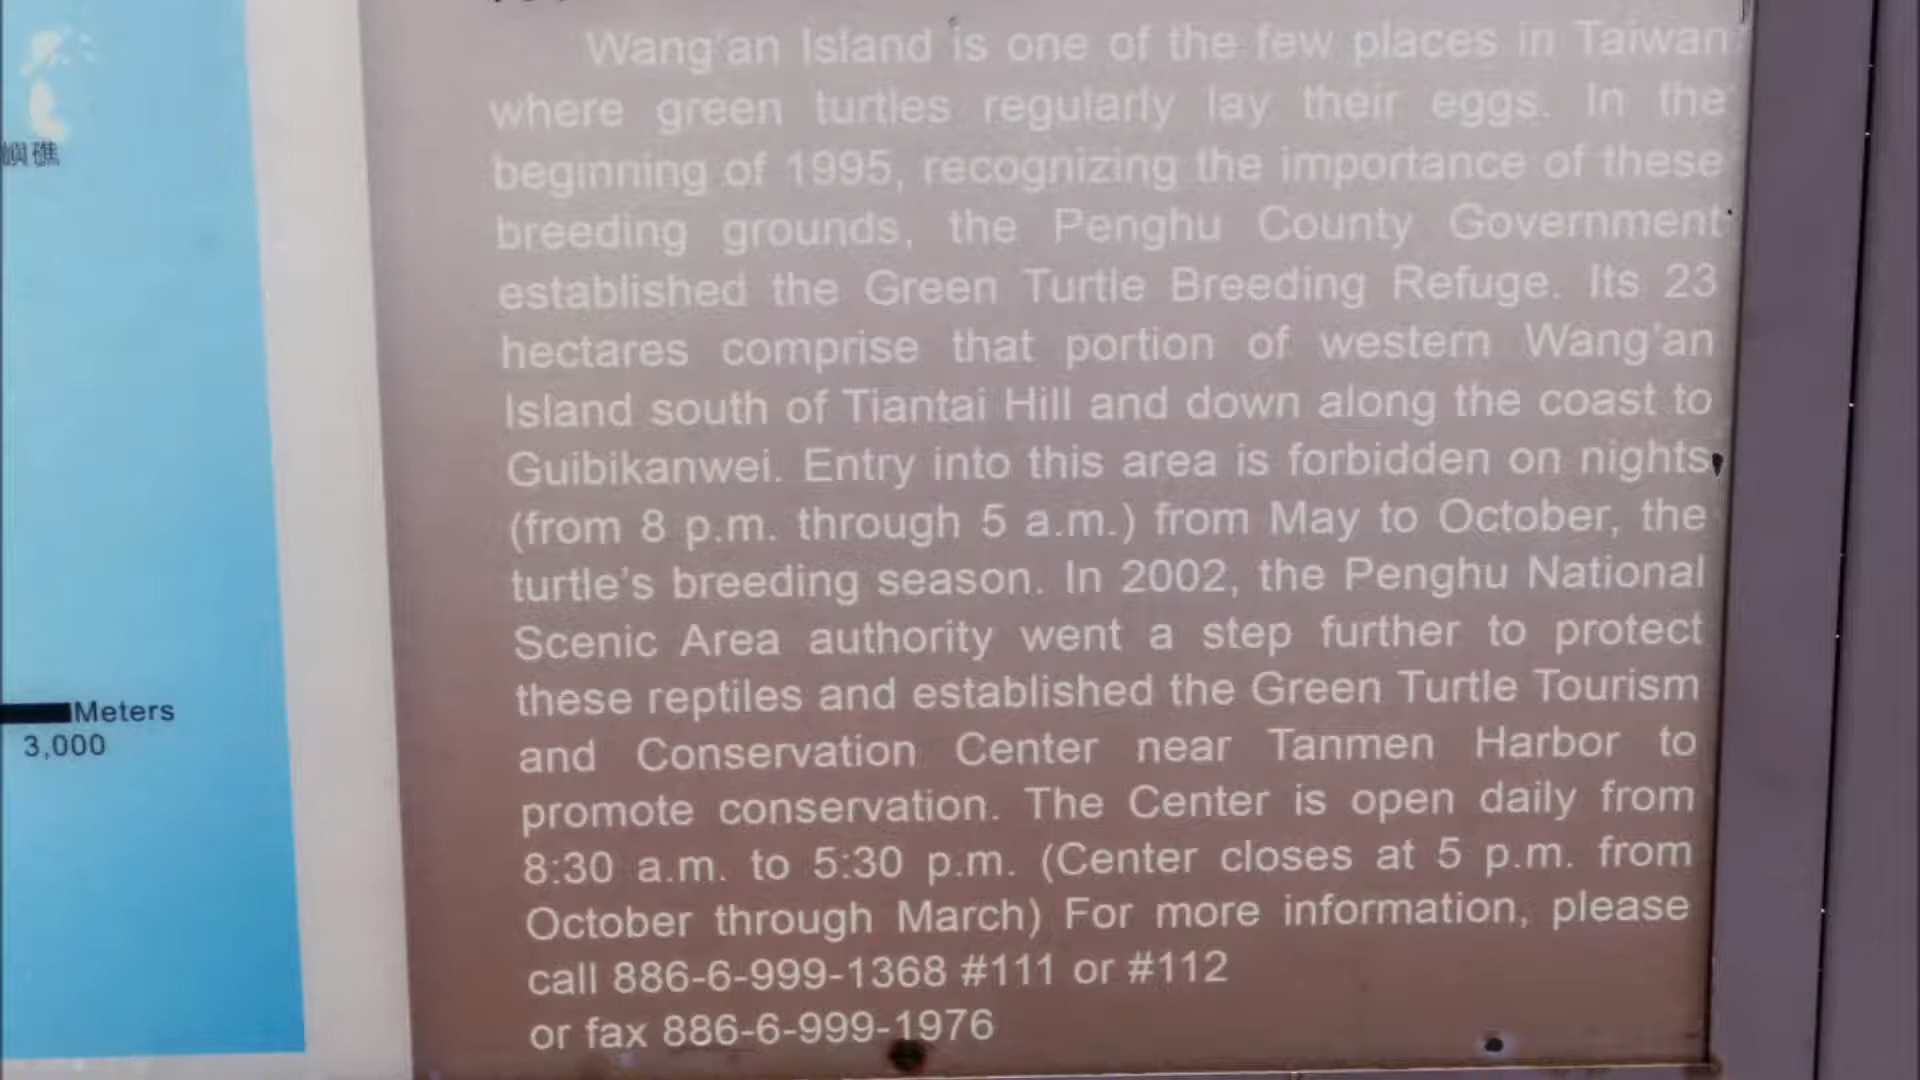 嶼礁
Meters
3,000
Wang'an Island is one of the few places in Taiwan
where green turtles regularly lay their eggs. In the
beginning of 1995, recognizing the importance of these
breeding grounds, the Penghu County Government
established the Green Turtle Breeding Refuge. Its 23
hectares comprise that portion of western Wang'an
Island south of Tiantai Hill and down along the coast to
Guibikanwei. Entry into this area is forbidden on nights
(from 8 p.m. through 5 a.m.) from May to October, the
turtle's breeding season. In 2002, the Penghu National
Scenic Area authority went a step further to protect
these reptiles and established the Green Turtle Tourism
and Conservation Center near Tanmen Harbor to
promote conservation. The Center is open daily from
8:30 a.m. to 5:30 p.m. (Center closes at 5 p.m. from
October through March) For more information, please
call 886-6-999-1368 #111 or #112
or fax 886-6-999-1976